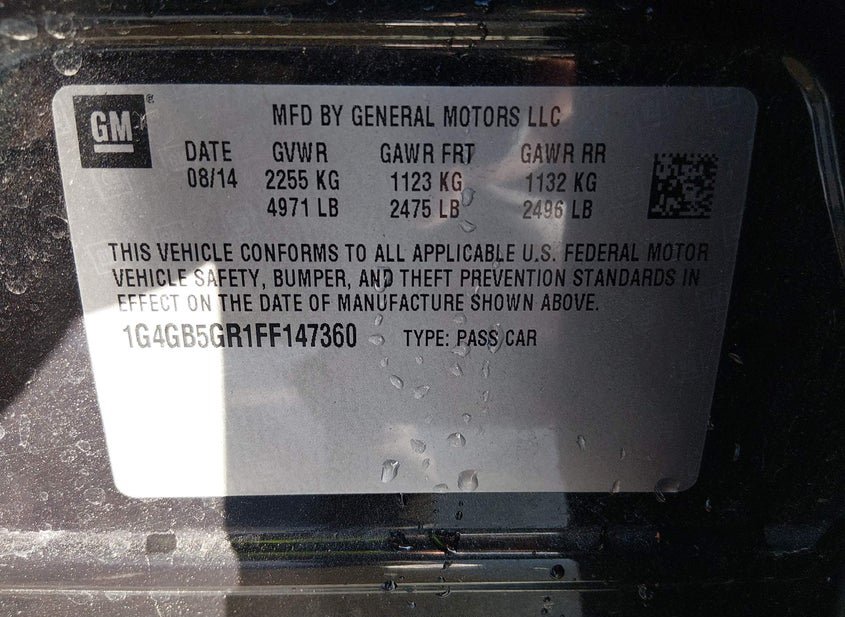 GM
MFD BY GENERAL MOTORS LLC
DATE GVWR GAWR FRT GAWR RR
08/14 2255 KG 1123 KG 1132 KG
4971 LB 2475 LB 2496 LB
THIS VEHICLE CONFORMS TO ALL APPLICABLE U.S. FEDERAL MOTOR
VEHICLE SAFETY, BUMPER, AND THEFT PREVENTION STANDARDS IN
EFFECT ON THE DATE OF MANUFACTURE SHOWN ABOVE.
1G4GB5GR1FF147360 TYPE: PASS CAR